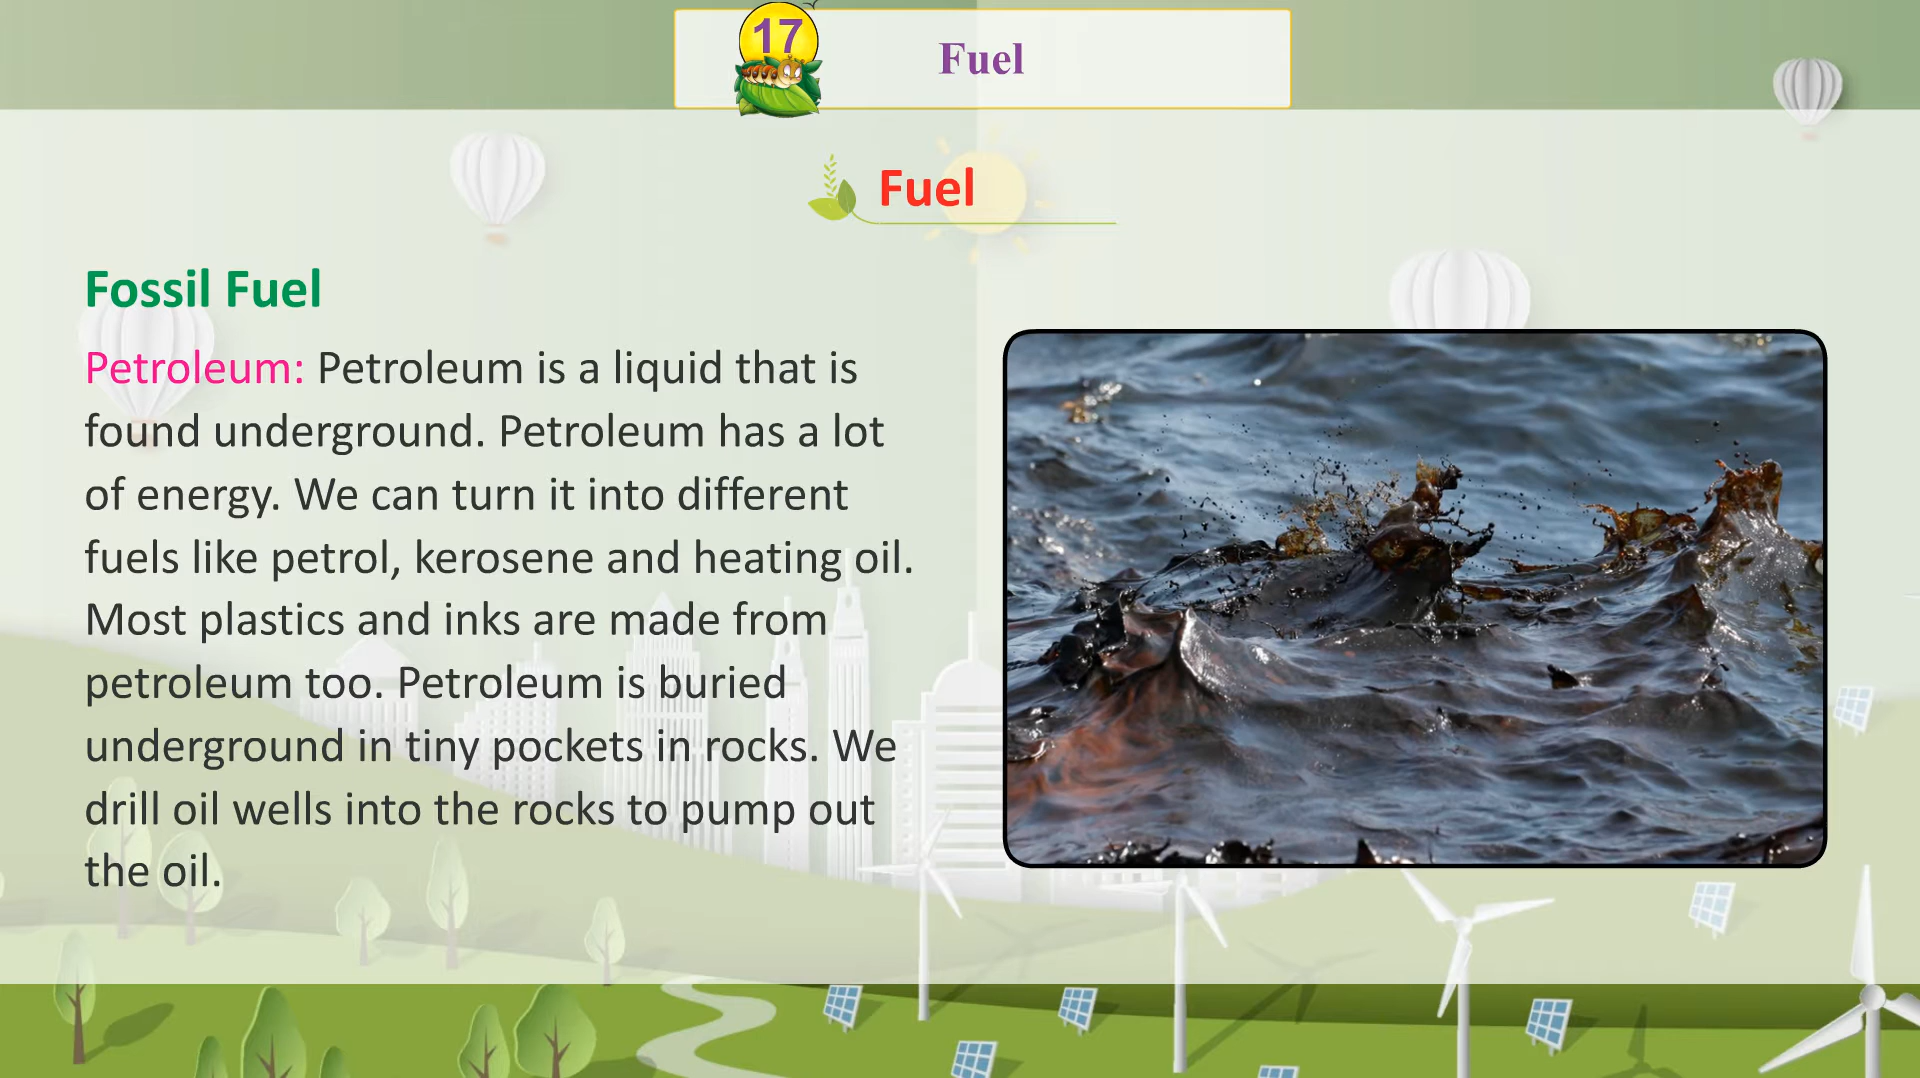 17
Fuel
Fuel
Fossil Fuel
Petroleum: Petroleum is a liquid that is
found underground. Petroleum has a lot
of energy. We can turn it into different
fuels like petrol, kerosene and heating oil.
Most plastics and inks are made from
petroleum too. Petroleum is buried
underground in tiny pockets in rocks. We
drill oil wells into the rocks to pump out
the oil.